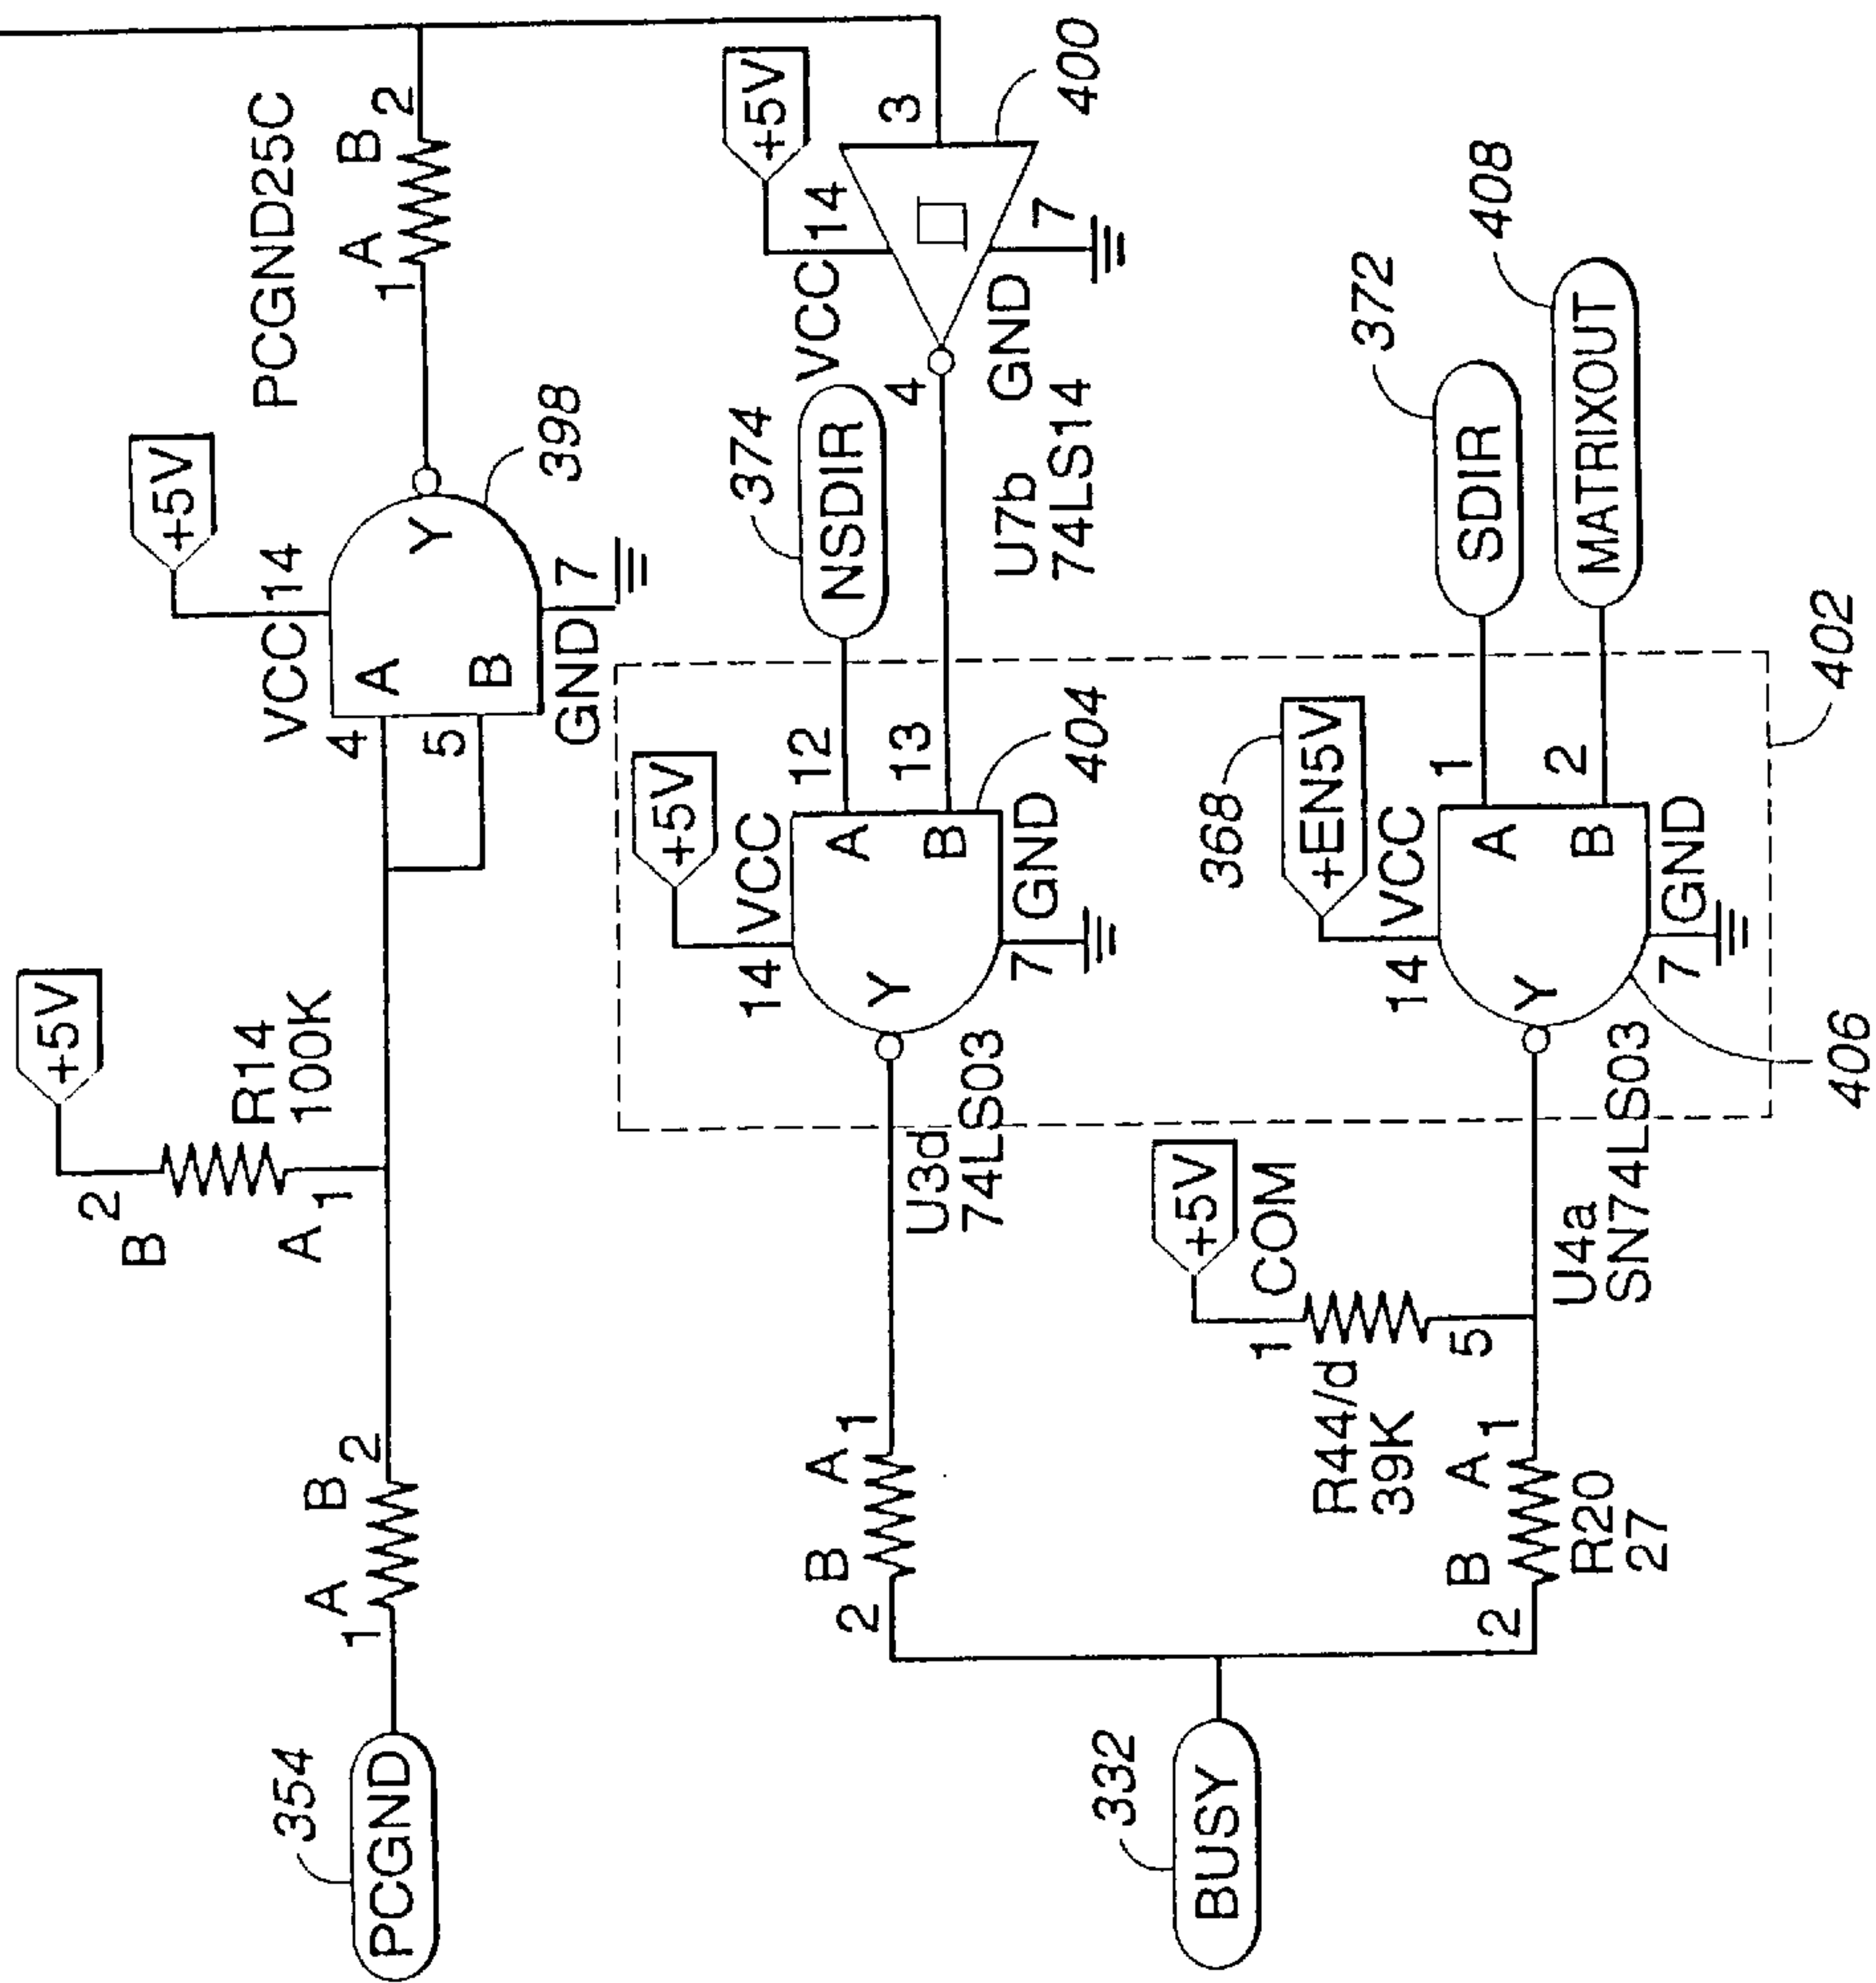 354
PCGND
1 A B 2
B 2
A 1
R14
100K
+5V
4
5
A
B
Y
VCC 14
+5V
GND 7
398
PCGND25C
1 A B 2
332
BUSY
2 B A 1
U3d
74LS03
14 VCC
+5V
Y
A
B
7 GND
12
13
404
374
NSDIR
4
VCC 14
+5V
3
GND 7
U7b
74LS14
400
2 B A 1
R20
27
R44/d
39K
1 COM
5
+5V
U4a
SN74LS03
14 VCC
368
+EN5V
Y
A
B
7 GND
1
2
406
402
372
SDIR
408
MATRIXOUT